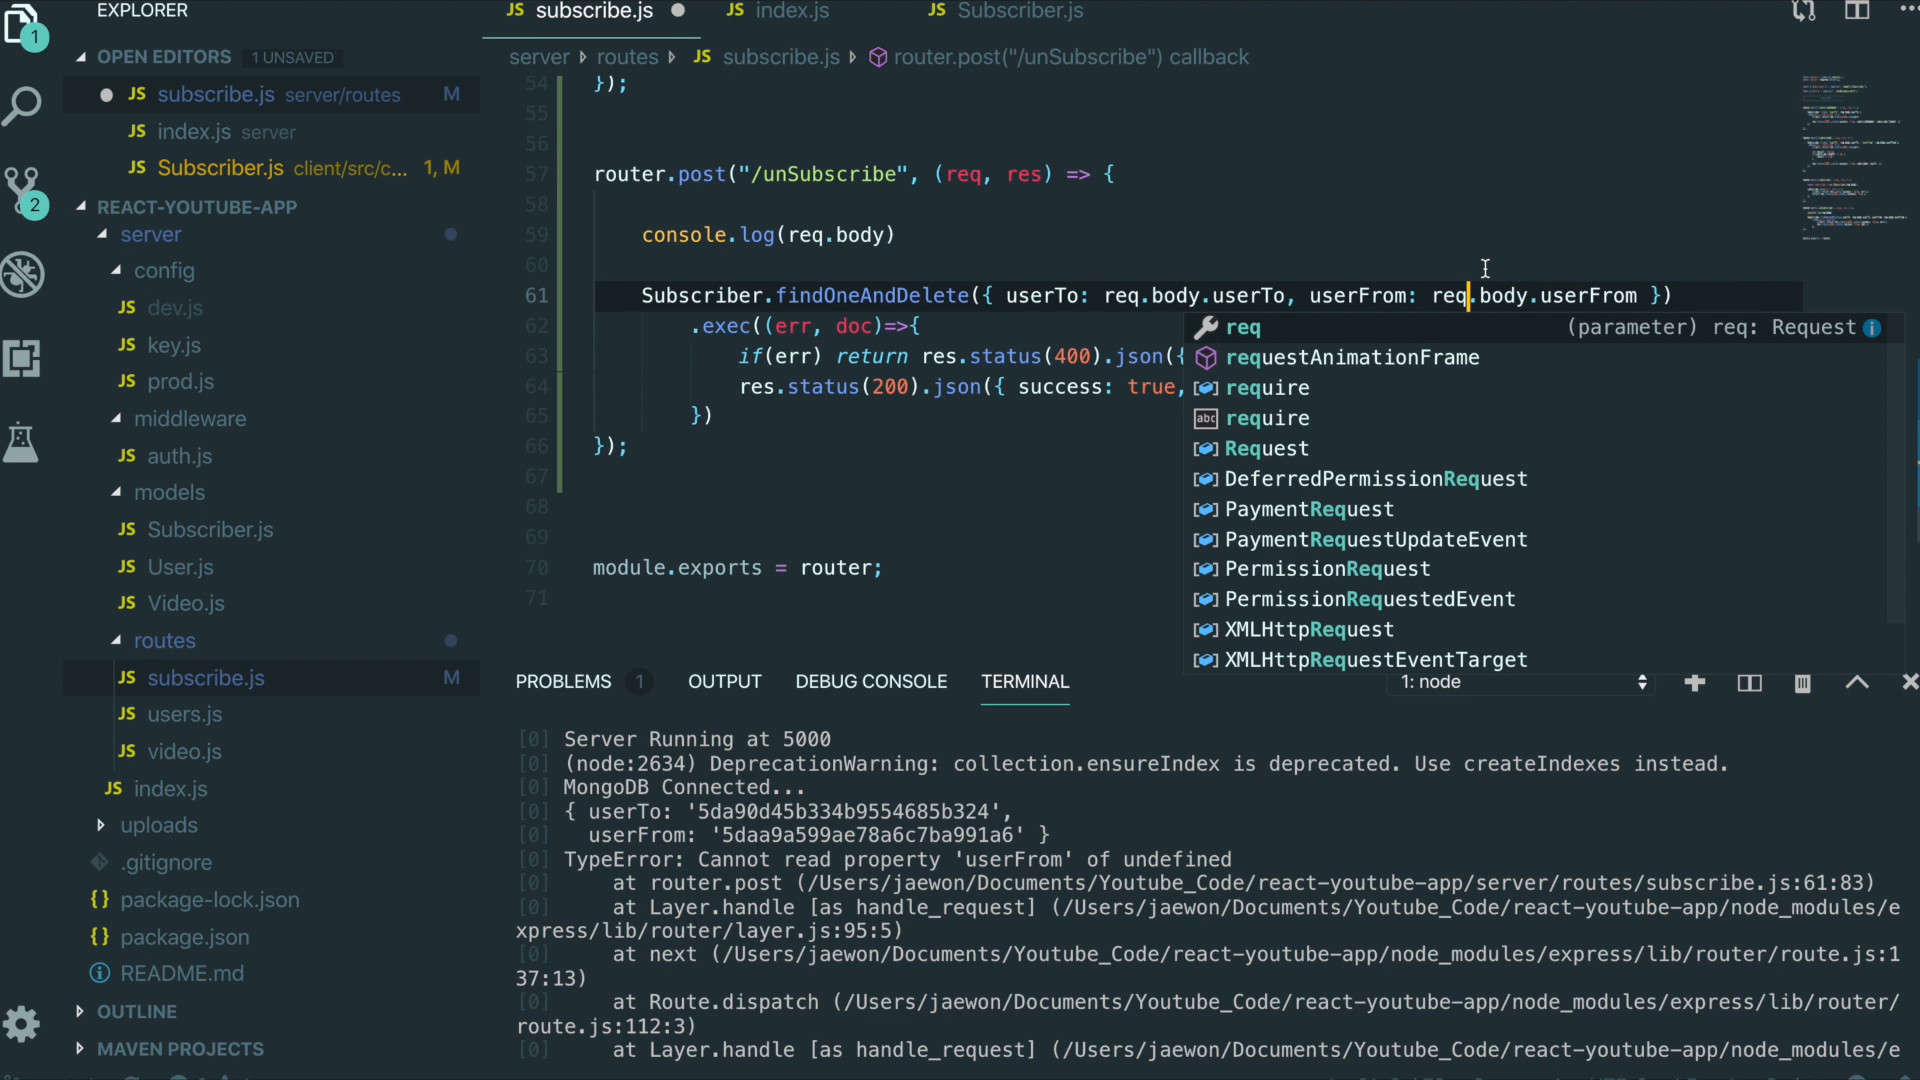 EXPLORER
1
OPEN EDITORS 1 UNSAVED
JS subscribe.js server/routes M
JS index.js server
JS Subscriber.js client/src/c... 1, M
2
REACT-YOUTUBE-APP
server
config
JS dev.js
JS key.js
JS prod.js
middleware
JS auth.js
models
JS Subscriber.js
JS User.js
JS Video.js
routes
JS subscribe.js M
JS users.js
JS video.js
JS index.js
uploads
.gitignore
{} package-lock.json
{} package.json
README.md
OUTLINE
MAVEN PROJECTS
JS subscribe.js JS index.js JS Subscriber.js
server routes JS subscribe.js router.post("/unSubscribe") callback
54 });
55
56
57 router.post("/unSubscribe", (req, res) => {
58
59 console.log(req.body)
60
61 Subscriber.findOneAndDelete({ userTo: req.body.userTo, userFrom: req.body.userFrom })
62 .exec((err, doc)=>{
63 if(err) return res.status(400).json({
64 res.status(200).json({ success: true,
65 })
66 });
67
68
69
70 module.exports = router;
71
req (parameter) req: Request
requestAnimationFrame
require
abc require
Request
DeferredPermissionRequest
PaymentRequest
PaymentRequestUpdateEvent
PermissionRequest
PermissionRequestedEvent
XMLHttpRequest
XMLHttpRequestEventTarget
PROBLEMS 1 OUTPUT DEBUG CONSOLE TERMINAL 1: node
[0] Server Running at 5000
[0] (node:2634) DeprecationWarning: collection.ensureIndex is deprecated. Use createIndexes instead.
[0] MongoDB Connected...
[0] { userTo: '5da90d45b334b9554685b324',
[0] userFrom: '5daa9a599ae78a6c7ba991a6' }
[0] TypeError: Cannot read property 'userFrom' of undefined
[0] at router.post (/Users/jaewon/Documents/Youtube_Code/react-youtube-app/server/routes/subscribe.js:61:83)
[0] at Layer.handle [as handle_request] (/Users/jaewon/Documents/Youtube_Code/react-youtube-app/node_modules/e
xpress/lib/router/layer.js:95:5)
[0] at next (/Users/jaewon/Documents/Youtube_Code/react-youtube-app/node_modules/express/lib/router/route.js:1
37:13)
[0] at Route.dispatch (/Users/jaewon/Documents/Youtube_Code/react-youtube-app/node_modules/express/lib/router/
route.js:112:3)
[0] at Layer.handle [as handle_request] (/Users/jaewon/Documents/Youtube_Code/react-youtube-app/node_modules/e